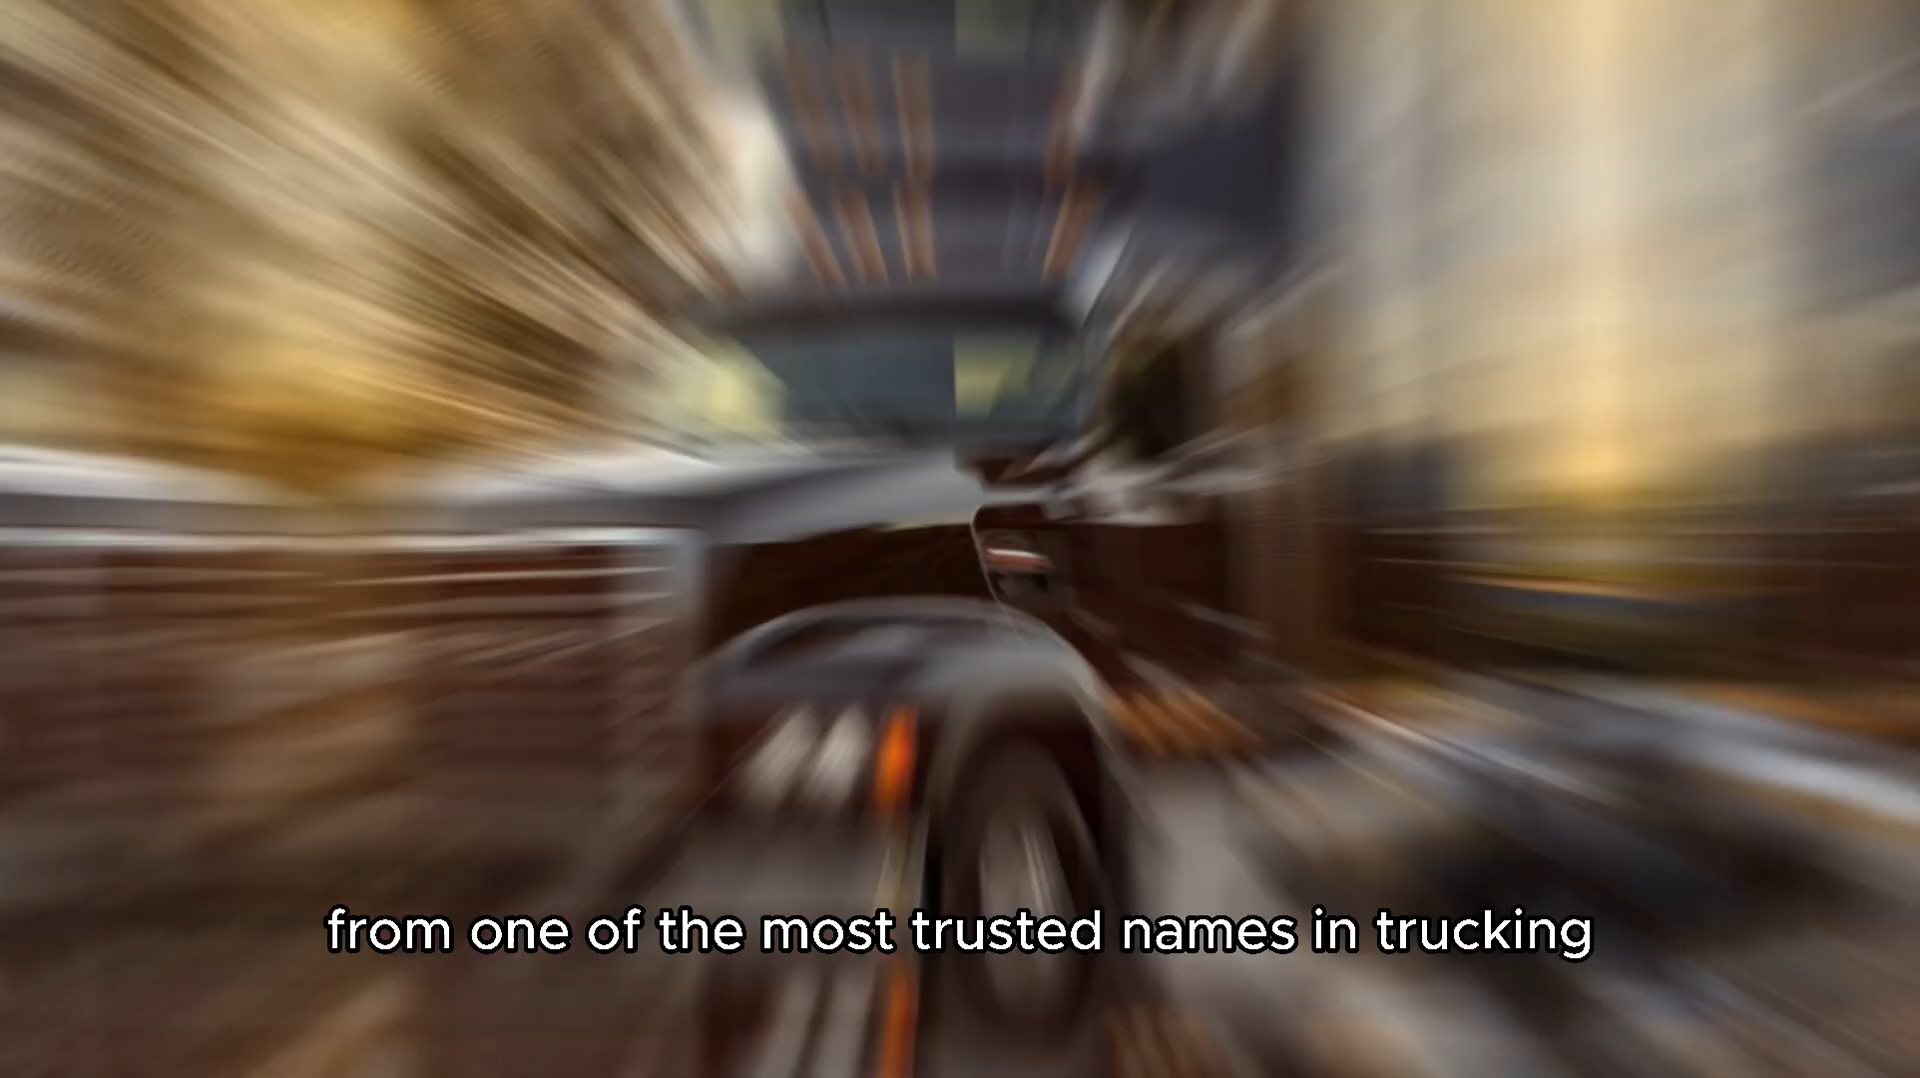 from one of the most trusted names in trucking